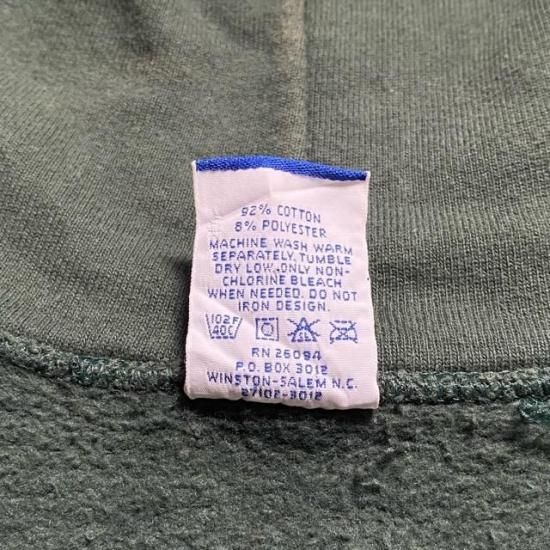 92% COTTON
8% POLYESTER
MACHINE WASH WARM
SEPARATELY, TUMBLE
DRY LOW. ONLY NON-
CHLORINE BLEACH
WHEN NEEDED. DO NOT
IRON DESIGN.
102F
40C
RN 26094
P.O. BOX 3012
WINSTON-SALEM N.C.
27102-3012